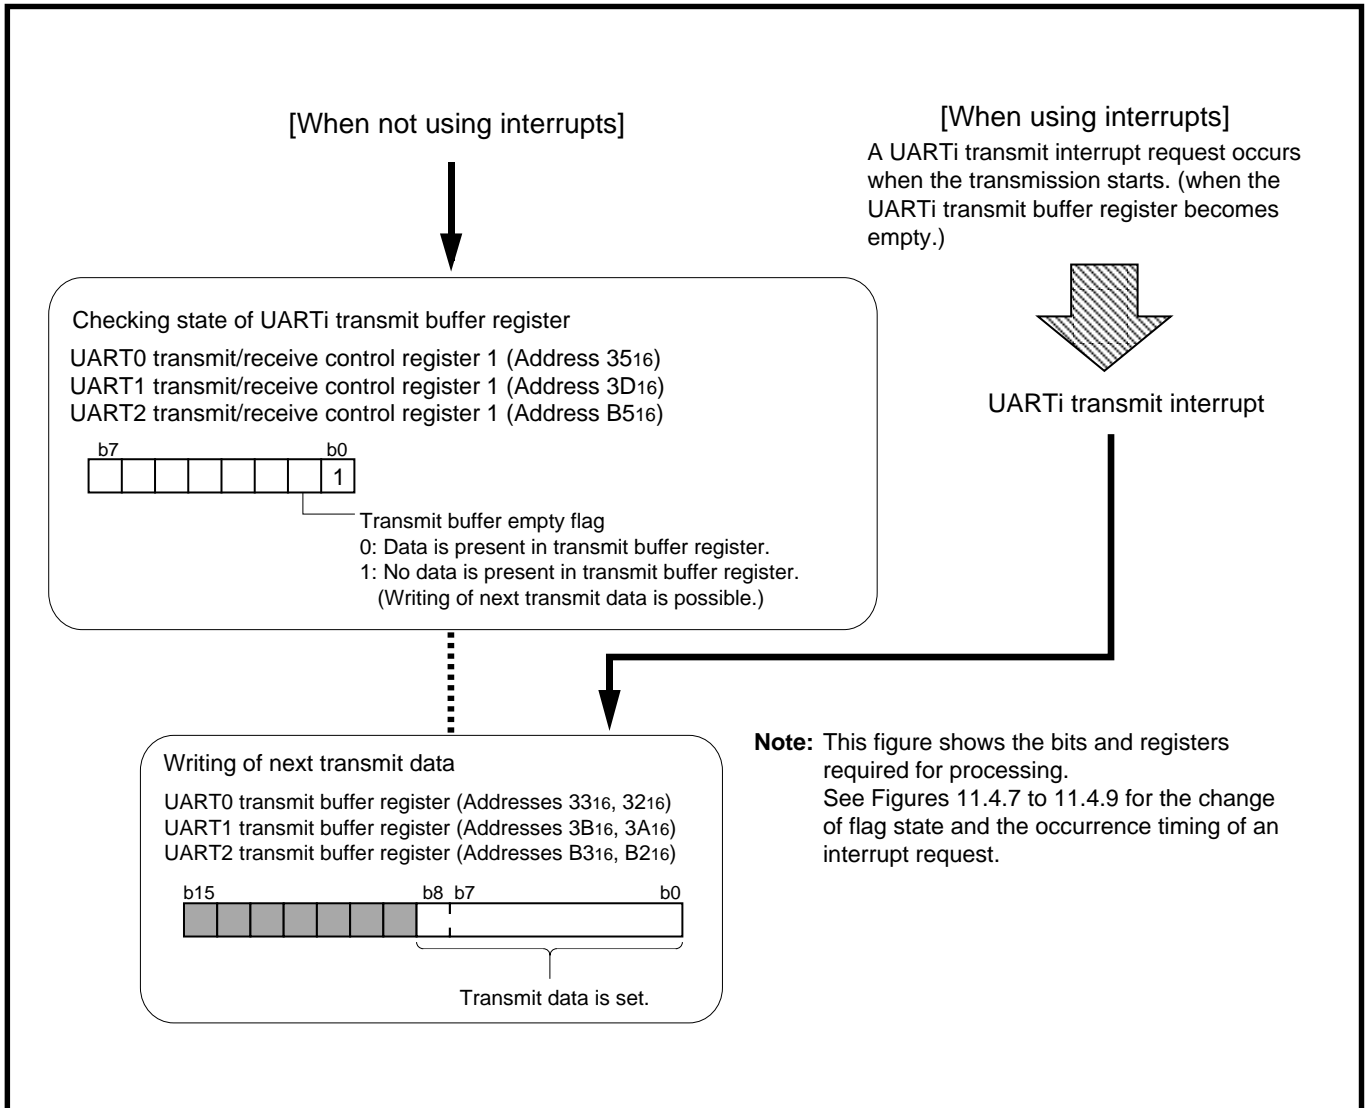 [When not using interrupts]
[When using interrupts]
A UARTi transmit interrupt request occurs
when the transmission starts. (when the
UARTi transmit buffer register becomes
empty.)
Checking state of UARTi transmit buffer register
UART0 transmit/receive control register 1 (Address 3516)
UART1 transmit/receive control register 1 (Address 3D16)
UART2 transmit/receive control register 1 (Address B516)
b7 b0
1
Transmit buffer empty flag
0: Data is present in transmit buffer register.
1: No data is present in transmit buffer register.
(Writing of next transmit data is possible.)
UARTi transmit interrupt
Writing of next transmit data
UART0 transmit buffer register (Addresses 3316, 3216)
UART1 transmit buffer register (Addresses 3B16, 3A16)
UART2 transmit buffer register (Addresses B316, B216)
b15 b8 b7 b0
Transmit data is set.
Note: This figure shows the bits and registers
required for processing.
See Figures 11.4.7 to 11.4.9 for the change
of flag state and the occurrence timing of an
interrupt request.